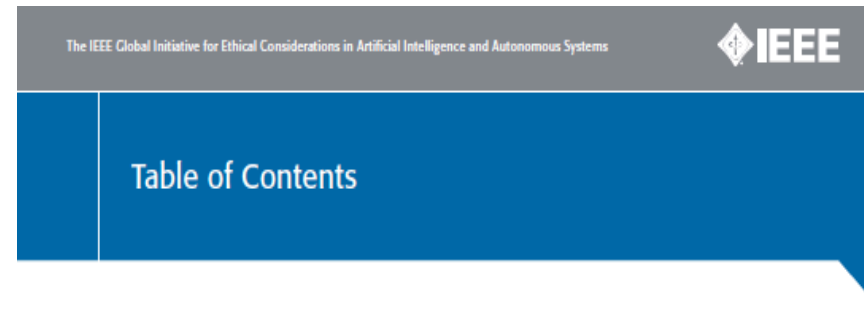 The IEEE Global Initiative for Ethical Considerations in Artificial Intelligence and Autonomous Systems
IEEE
Table of Contents